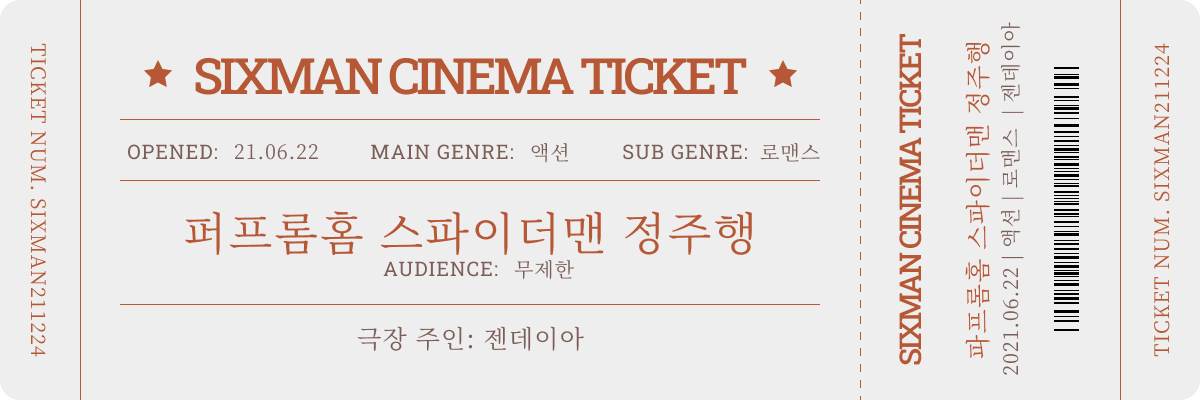 TICKET NUM. SIXMAN211224
★ SIXMAN CINEMA TICKET ★
OPENED: 21.06.22 MAIN GENRE: 액션 SUB GENRE: 로맨스
퍼프롬홈 스파이더맨 정주행
AUDIENCE: 무제한
극장 주인: 젠데이아
SIXMAN CINEMA TICKET
파프롬홈 스파이더맨 정주행
2021.06.22 | 액션 | 로맨스 | 젠데이아
TICKET NUM. SIXMAN211224